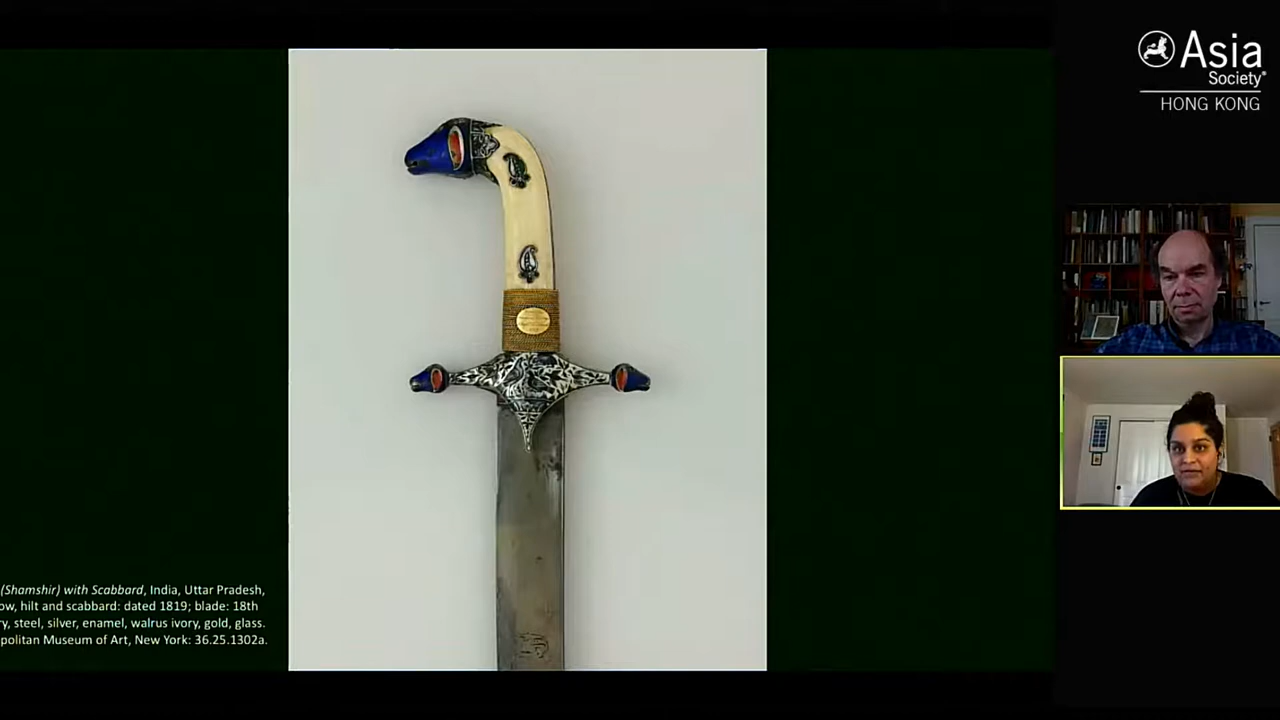 Asia
Society®
HONG KONG
(Shamshir) with Scabbard, India, Uttar Pradesh,
ow, hilt and scabbard: dated 1819; blade: 18th
ry, steel, silver, enamel, walrus ivory, gold, glass.
politan Museum of Art, New York: 36.25.1302a.